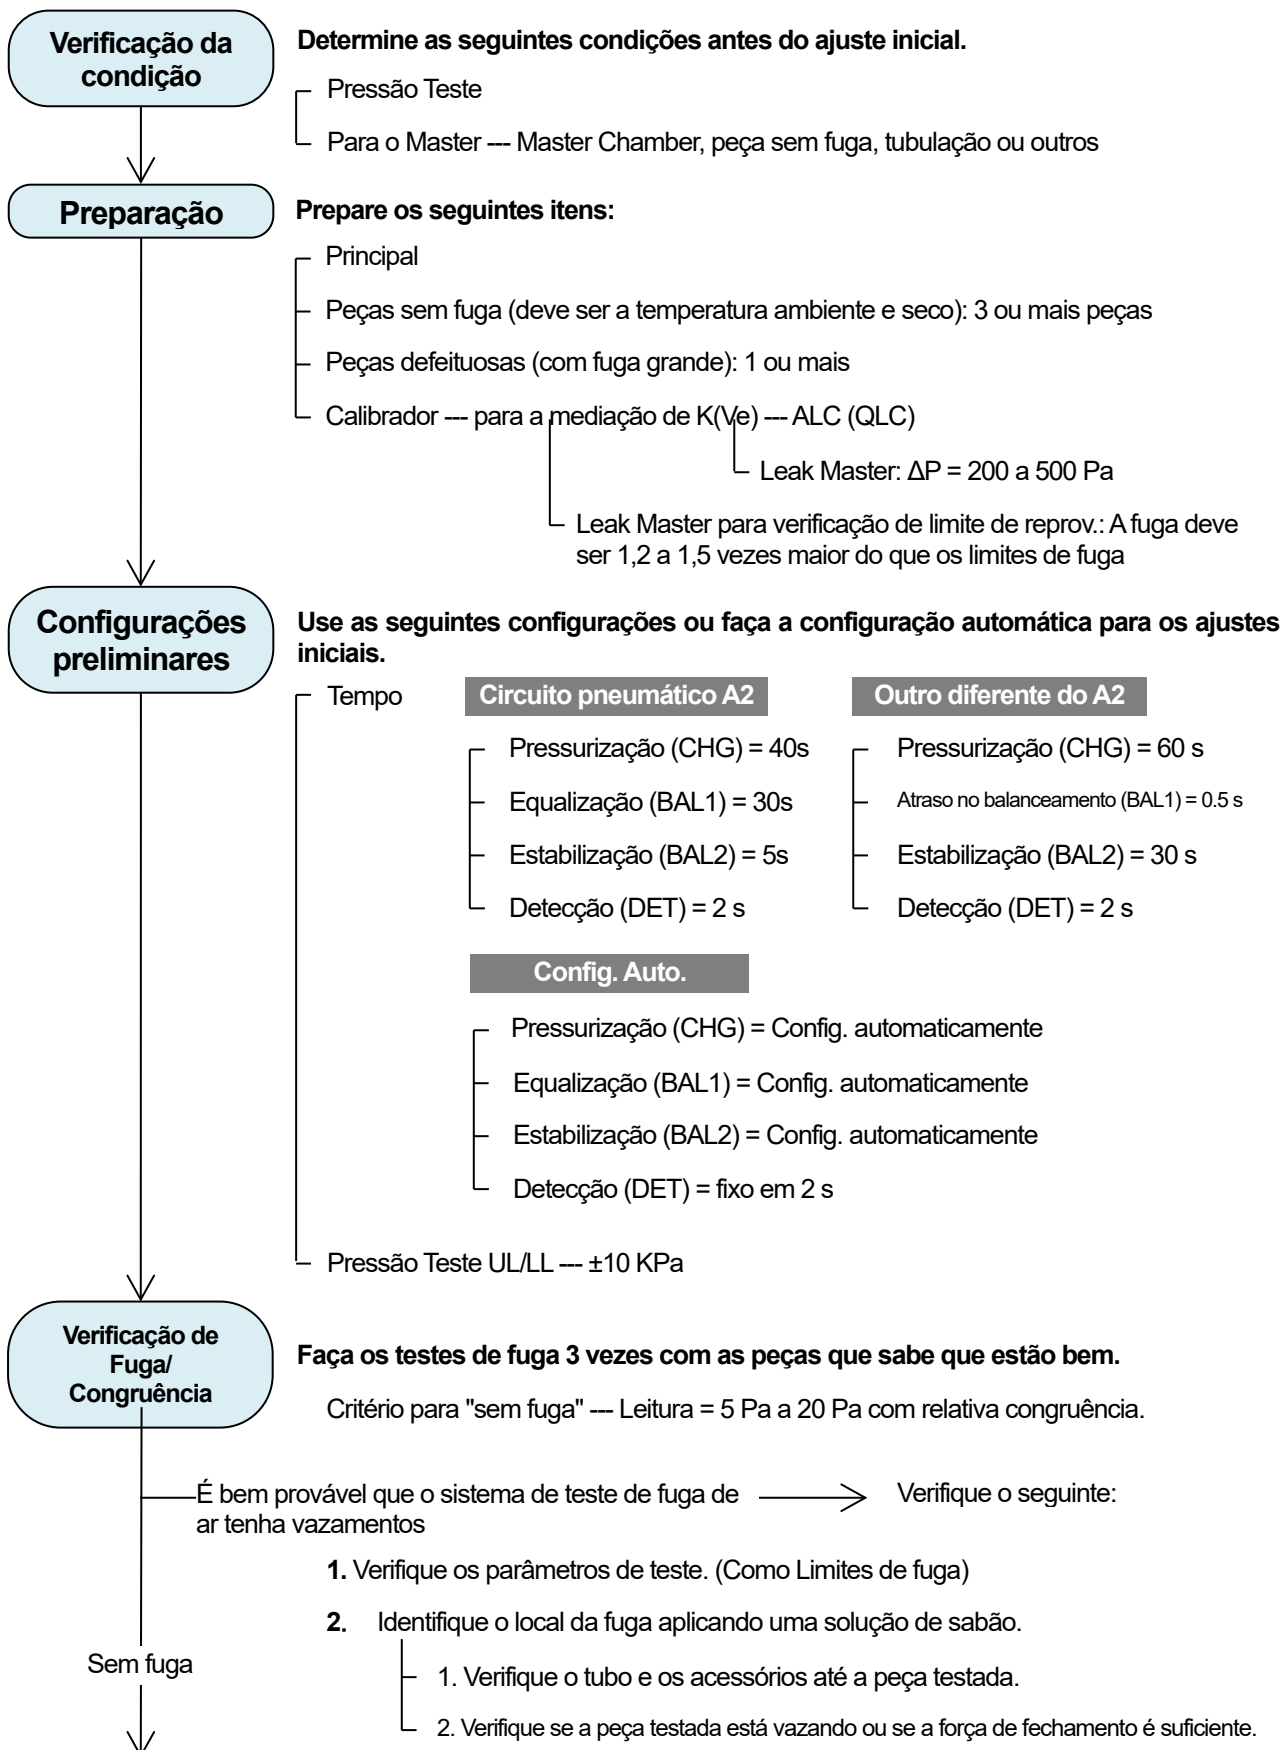 Verificação da
condição
Determine as seguintes condições antes do ajuste inicial.
Pressão Teste
Para o Master --- Master Chamber, peça sem fuga, tubulação ou outros
Preparação
Prepare os seguintes itens:
Principal
Peças sem fuga (deve ser a temperatura ambiente e seco): 3 ou mais peças
Peças defeituosas (com fuga grande): 1 ou mais
Calibrador --- para a mediação de K(Ve) --- ALC (QLC)
Leak Master: ΔP = 200 a 500 Pa
Leak Master para verificação de limite de reprov.: A fuga deve
ser 1,2 a 1,5 vezes maior do que os limites de fuga
Configurações
preliminares
Use as seguintes configurações ou faça a configuração automática para os ajustes
iniciais.
Tempo
Circuito pneumático A2
Pressurização (CHG) = 40s
Equalização (BAL1) = 30s
Estabilização (BAL2) = 5s
Detecção (DET) = 2 s
Outro diferente do A2
Pressurização (CHG) = 60 s
Atraso no balanceamento (BAL1) = 0.5 s
Estabilização (BAL2) = 30 s
Detecção (DET) = 2 s
Config. Auto.
Pressurização (CHG) = Config. automaticamente
Equalização (BAL1) = Config. automaticamente
Estabilização (BAL2) = Config. automaticamente
Detecção (DET) = fixo em 2 s
Pressão Teste UL/LL --- ±10 KPa
Verificação de
Fuga/
Congruência
Faça os testes de fuga 3 vezes com as peças que sabe que estão bem.
Critério para "sem fuga" --- Leitura = 5 Pa a 20 Pa com relativa congruência.
É bem provável que o sistema de teste de fuga de
ar tenha vazamentos
Verifique o seguinte:
1. Verifique os parâmetros de teste. (Como Limites de fuga)
2. Identifique o local da fuga aplicando uma solução de sabão.
1. Verifique o tubo e os acessórios até a peça testada.
2. Verifique se a peça testada está vazando ou se a força de fechamento é suficiente.
Sem fuga